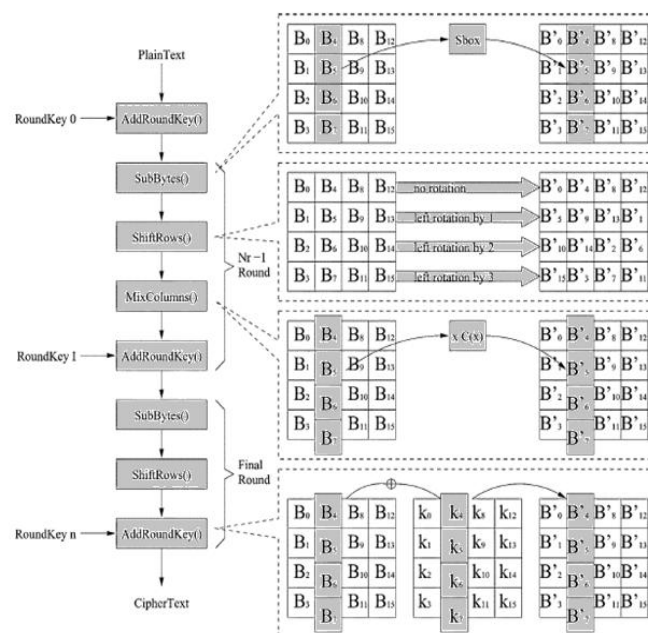 PlainText
RoundKey 0
AddRoundKey()
SubBytes()
ShiftRows()
MixColumns()
Nr −1
Round
RoundKey 1
AddRoundKey()
SubBytes()
ShiftRows()
Final
Round
RoundKey n
AddRoundKey()
CipherText
B₀ B₄ B₈ B₁₂ Sbox B'₀ B'₄ B'₈ B'₁₂
B₁ B₅ B₉ B₁₃ B'₁ B'₅ B'₉ B'₁₃
B₂ B₆ B₁₀ B₁₄ B'₂ B'₆ B'₁₀ B'₁₄
B₃ B₇ B₁₁ B₁₅ B'₃ B'₇ B'₁₁ B'₁₅
B₀ B₄ B₈ B₁₂ no rotation B'₀ B'₄ B'₈ B'₁₂
B₁ B₅ B₉ B₁₃ left rotation by 1 B'₅ B'₉ B'₁₃ B'₁
B₂ B₆ B₁₀ B₁₄ left rotation by 2 B'₁₀ B'₁₄ B'₂ B'₆
B₃ B₇ B₁₁ B₁₅ left rotation by 3 B'₁₅ B'₃ B'₇ B'₁₁
B₀ B₄ B₈ B₁₂ x C(x) B'₀ B'₄ B'₈ B'₁₂
B₁ B₅ B₉ B₁₃ B'₁ B'₅ B'₉ B'₁₃
B₂ B₆ B₁₀ B₁₄ B'₂ B'₆ B'₁₀ B'₁₄
B₃ B₇ B₁₁ B₁₅ B'₃ B'₇ B'₁₁ B'₁₅
⊕
B₀ B₄ B₈ B₁₂ k₀ k₄ k₈ k₁₂ B'₀ B'₄ B'₈ B'₁₂
B₁ B₅ B₉ B₁₃ k₁ k₅ k₉ k₁₃ B'₁ B'₅ B'₉ B'₁₃
B₂ B₆ B₁₀ B₁₄ k₂ k₆ k₁₀ k₁₄ B'₂ B'₆ B'₁₀ B'₁₄
B₃ B₇ B₁₁ B₁₅ k₃ k₇ k₁₁ k₁₅ B'₃ B'₇ B'₁₁ B'₁₅